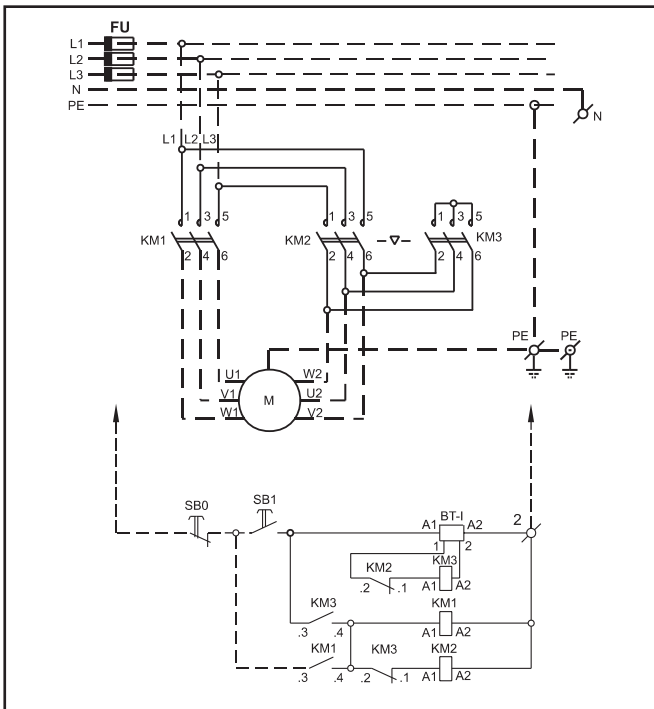 FU
L1
L2
L3
N
PE
N
L1 L2 L3
1 3 5
KM1
2 4 6
1 3 5
KM2
2 4 6
1 3 5
KM3
2 4 6
PE PE
U1
V1
W1
M
W2
U2
V2
SB0
SB1
BT-I
A1 A2
1 2
2
KM2
.2 .1
KM3
A1 A2
KM3
.3 .4
KM1
A1 A2
KM1
.3 .4
KM3
.2 .1
KM2
A1 A2